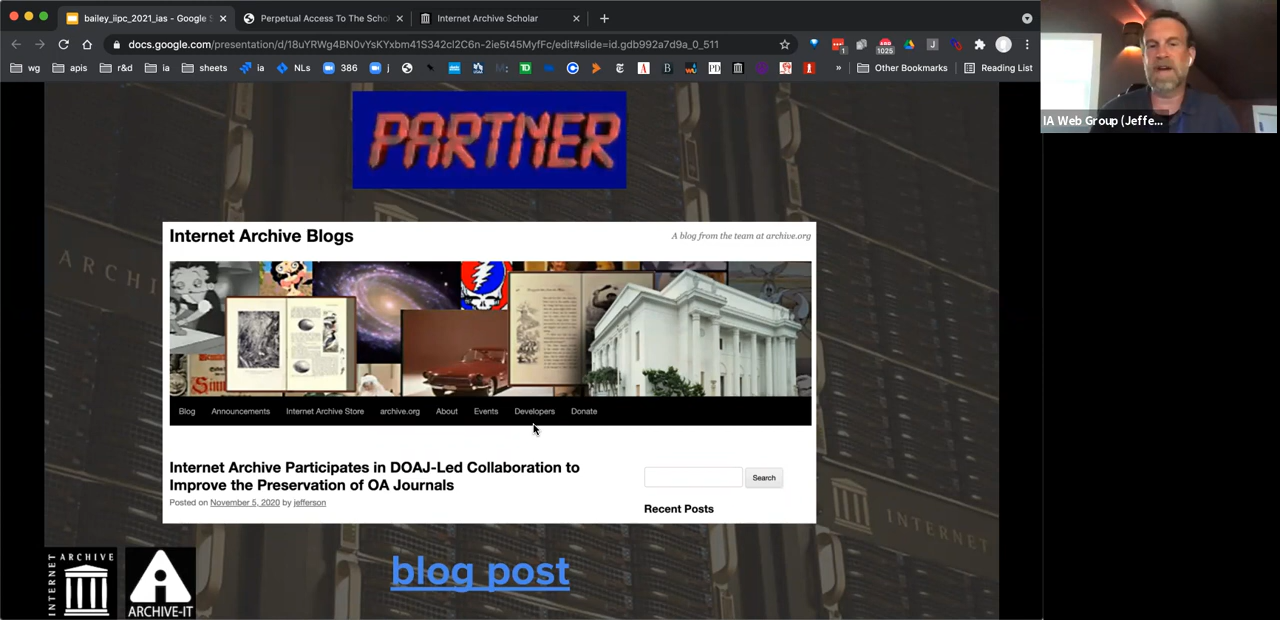 bailey_iipc_2021_ias - Google S
Perpetual Access To The Scho
Internet Archive Scholar
docs.google.com/presentation/d/18uYRWg4BN0vYsKYxbm41S342cI2C6n-2ie5t45MyfFc/edit#slide=id.gdb992a7d9a_0_511
wg
apis
r&d
ia
sheets
ia
NLs
386
j
Other Bookmarks
Reading List
IA Web Group (Jeffe...
PARTNER
Internet Archive Blogs
A blog from the team at archive.org
Blog
Announcements
Internet Archive Store
archive.org
About
Events
Developers
Donate
Internet Archive Participates in DOAJ-Led Collaboration to
Improve the Preservation of OA Journals
Posted on November 5, 2020 by jefferson
Search
Recent Posts
INTERNET
blog post
INTERNET
ARCHIVE
ARCHIVE-IT